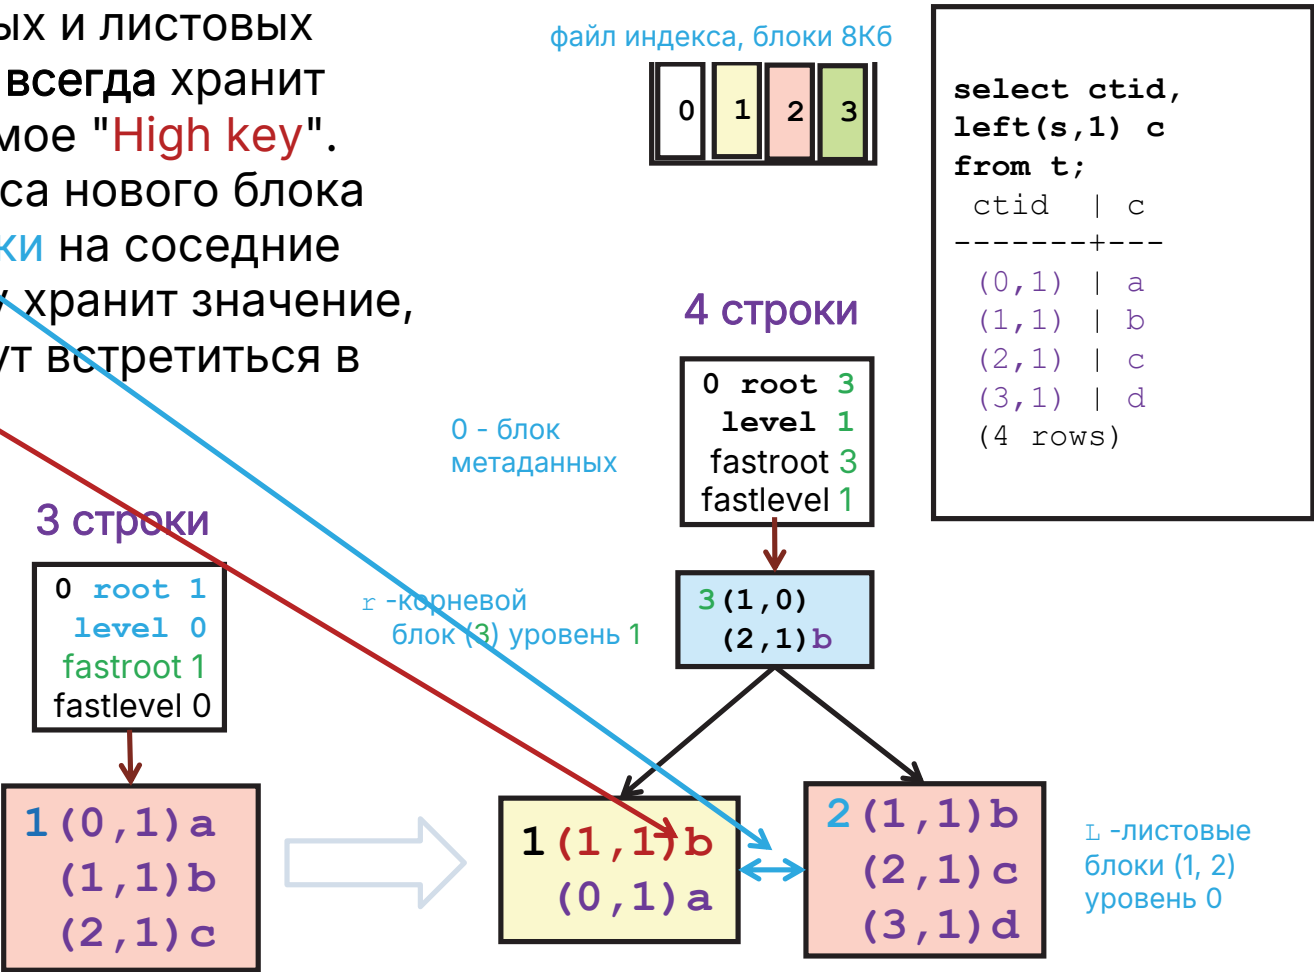 ых и листовых
всегда хранит
мое "High key".
са нового блока
ки на соседние
у хранит значение,
ут встретиться в
файл индекса, блоки 8Кб
0 1 2 3
select ctid,
left(s,1) c
from t;
ctid | c
-------+---
(0,1) | a
(1,1) | b
(2,1) | c
(3,1) | d
(4 rows)
4 строки
0 root 3
level 1
fastroot 3
fastlevel 1
0 - блок
метаданных
3 строки
0 root 1
level 0
fastroot 1
fastlevel 0
r -корневой
блок (3) уровень 1
3(1,0)
(2,1)b
1(0,1)a
(1,1)b
(2,1)c
1(1,1)b
(0,1)a
2(1,1)b
(2,1)c
(3,1)d
L -листовые
блоки (1, 2)
уровень 0